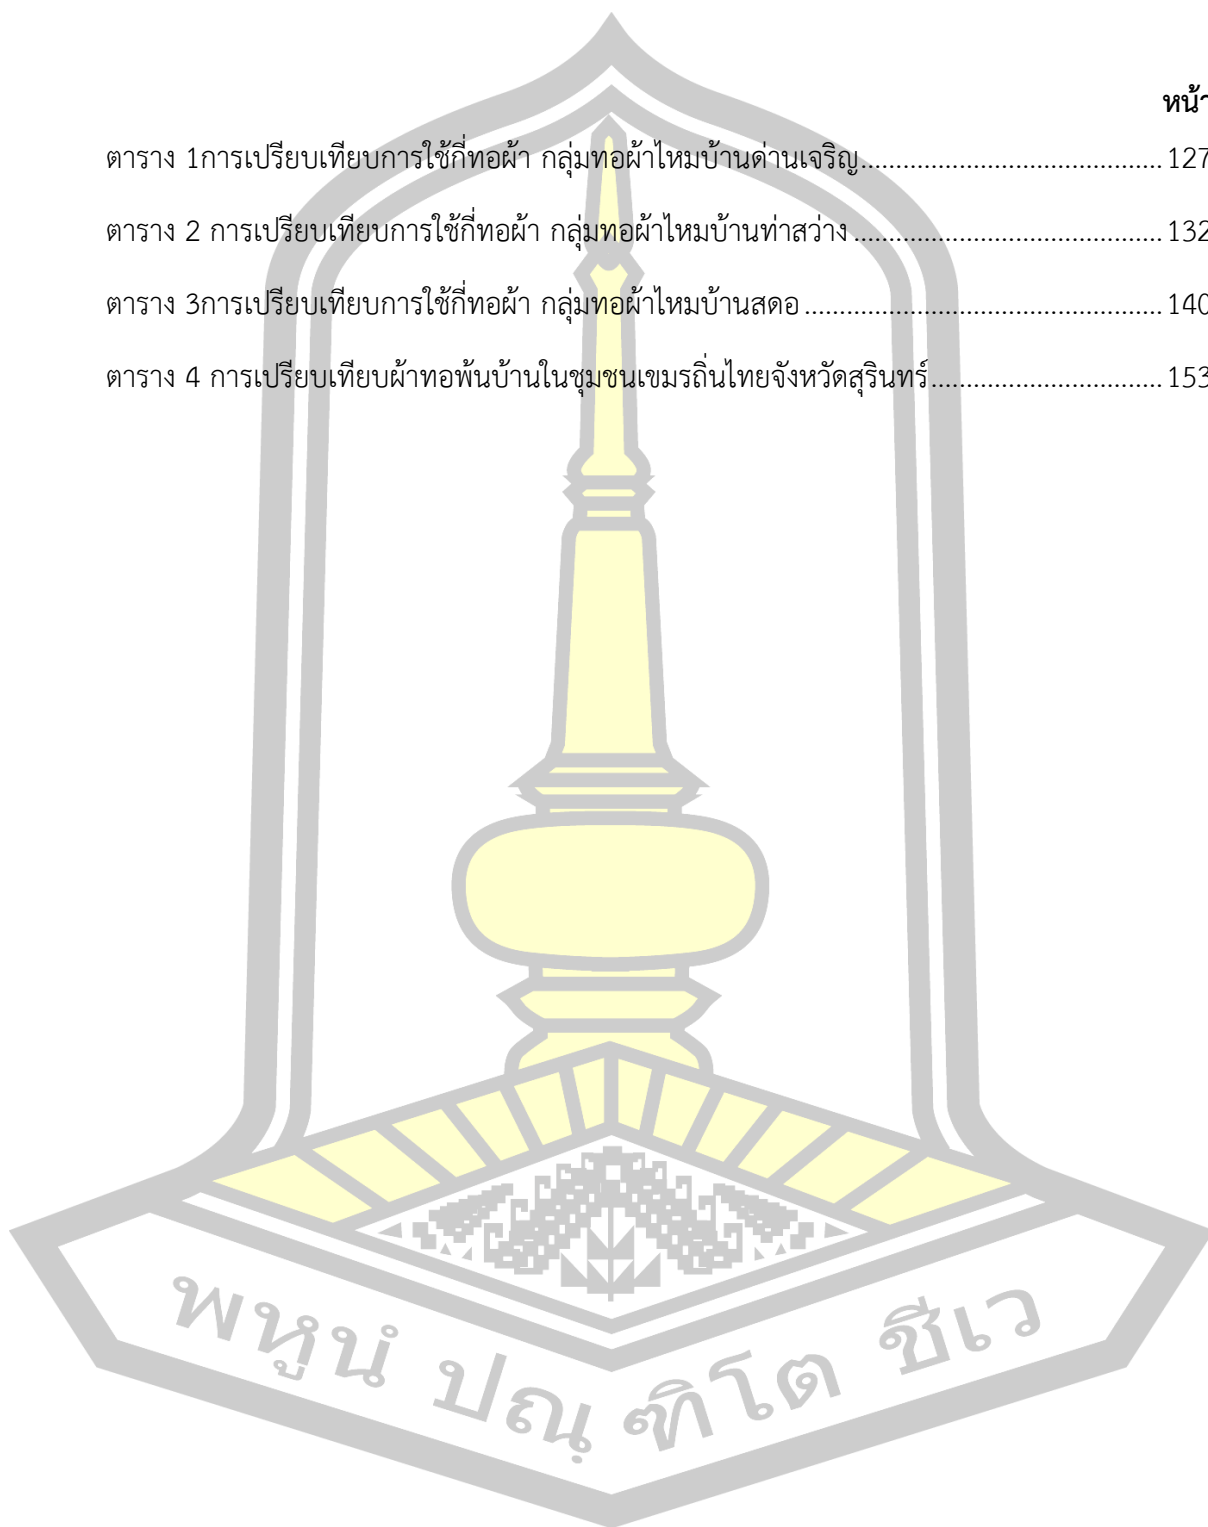 หน้า
ตาราง 1การเปรียบเทียบการใช้กี่ทอผ้า กลุ่มทอผ้าไหมบ้านด่านเจริญ.......................................... 127
ตาราง 2 การเปรียบเทียบการใช้กี่ทอผ้า กลุ่มทอผ้าไหมบ้านท่าสว่าง........................................... 132
ตาราง 3การเปรียบเทียบการใช้กี่ทอผ้า กลุ่มทอผ้าไหมบ้านสดอ.................................................. 140
ตาราง 4 การเปรียบเทียบผ้าทอพ้นบ้านในชุมชนเขมรถิ่นไทยจังหวัดสุรินทร์................................ 153
พหูนํ ปณฺฑิโต ชีเว